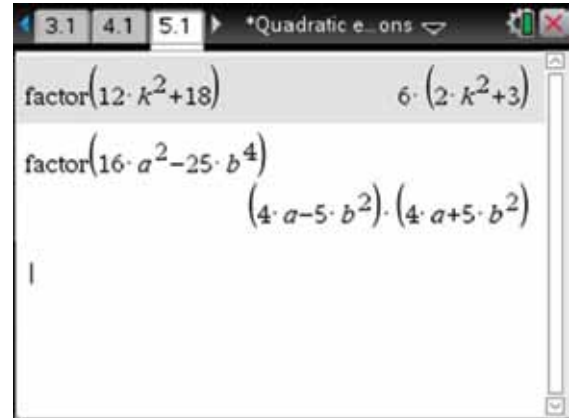 3.1 4.1 5.1 *Quadratic e...ons
factor(12·k²+18) 6·(2·k²+3)
factor(16·a²−25·b⁴)
(4·a−5·b²)·(4·a+5·b²)